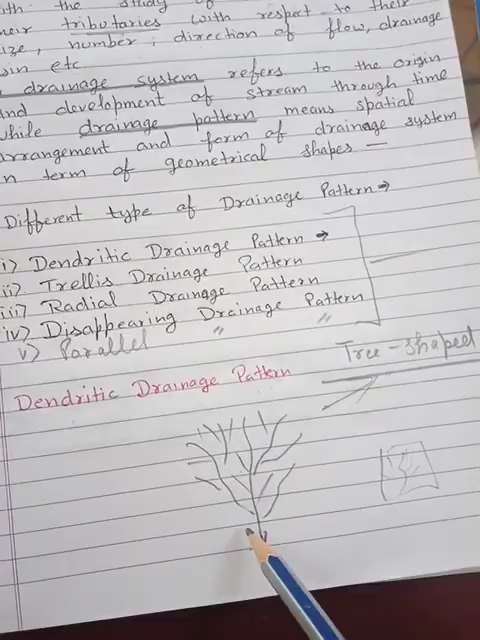 the study of
their tributaries with respect to their
size, number, direction of flow, drainage
basin etc
drainage system refers to the origin
and development of stream through time
while drainage pattern means spatial
arrangement and form of drainage system
in term of geometrical shapes —
Different type of Drainage Pattern →
i) Dendritic Drainage Pattern →
ii) Trellis Drainage Pattern
iii) Radial Drainage Pattern
iv) Disappearing Drainage Pattern
v) Parallel " "
Tree-shaped
Dendritic Drainage Pattern